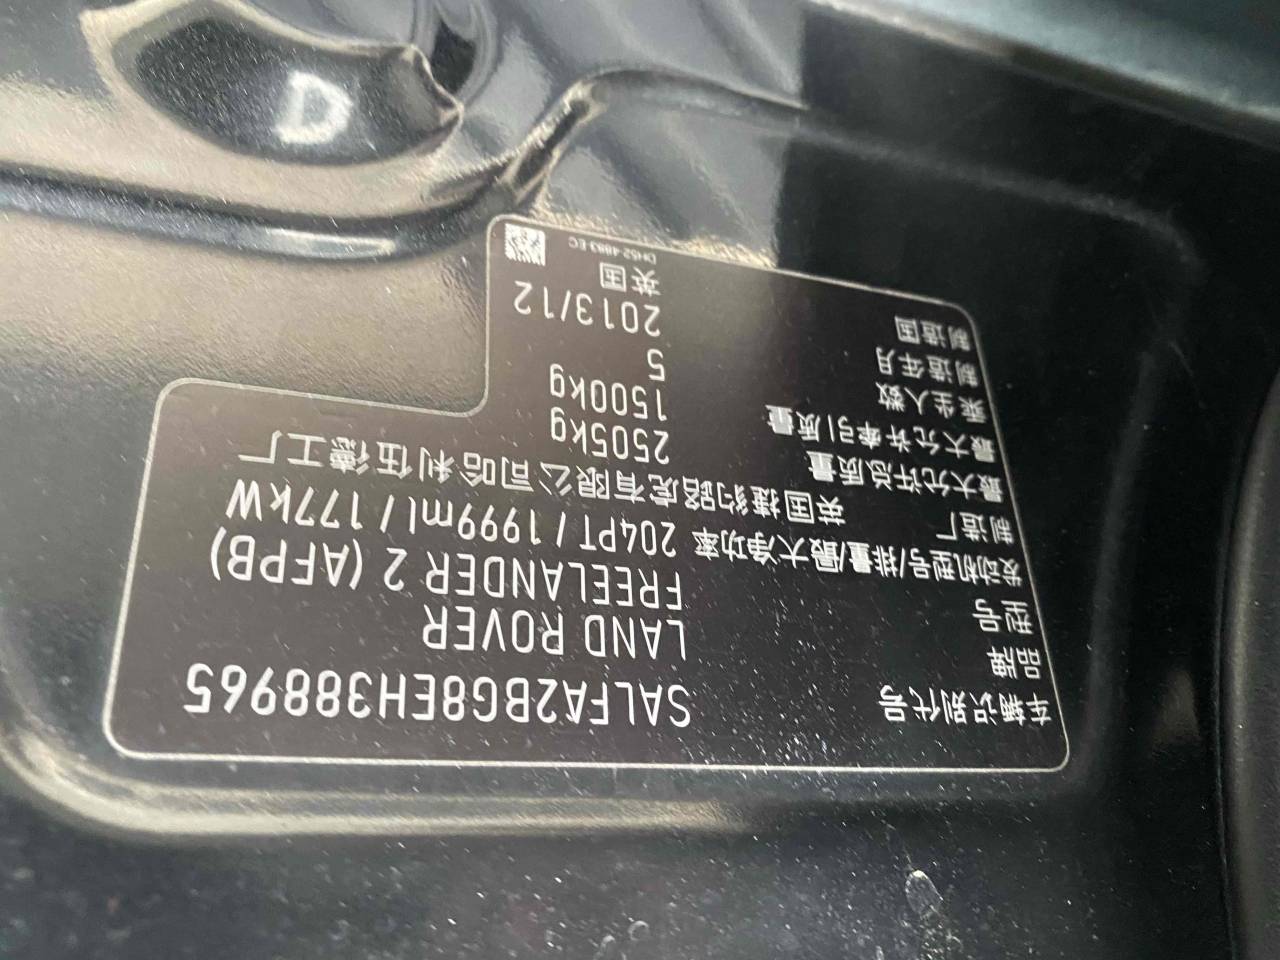 车辆识别代号 SALFA2BG8EH388965
品牌 LAND ROVER
型号 FREELANDER 2 (AFPB)
发动机型号/排量/最大净功率 204PT / 1999ml / 177kW
制造厂 英国捷豹路虎有限公司哈利伍德工厂
最大允许总质量 2505kg
最大允许牵引质量 1500kg
乘坐人数 5
制造年月 2013/12
制造国 英国
DH52-4893-EC
D